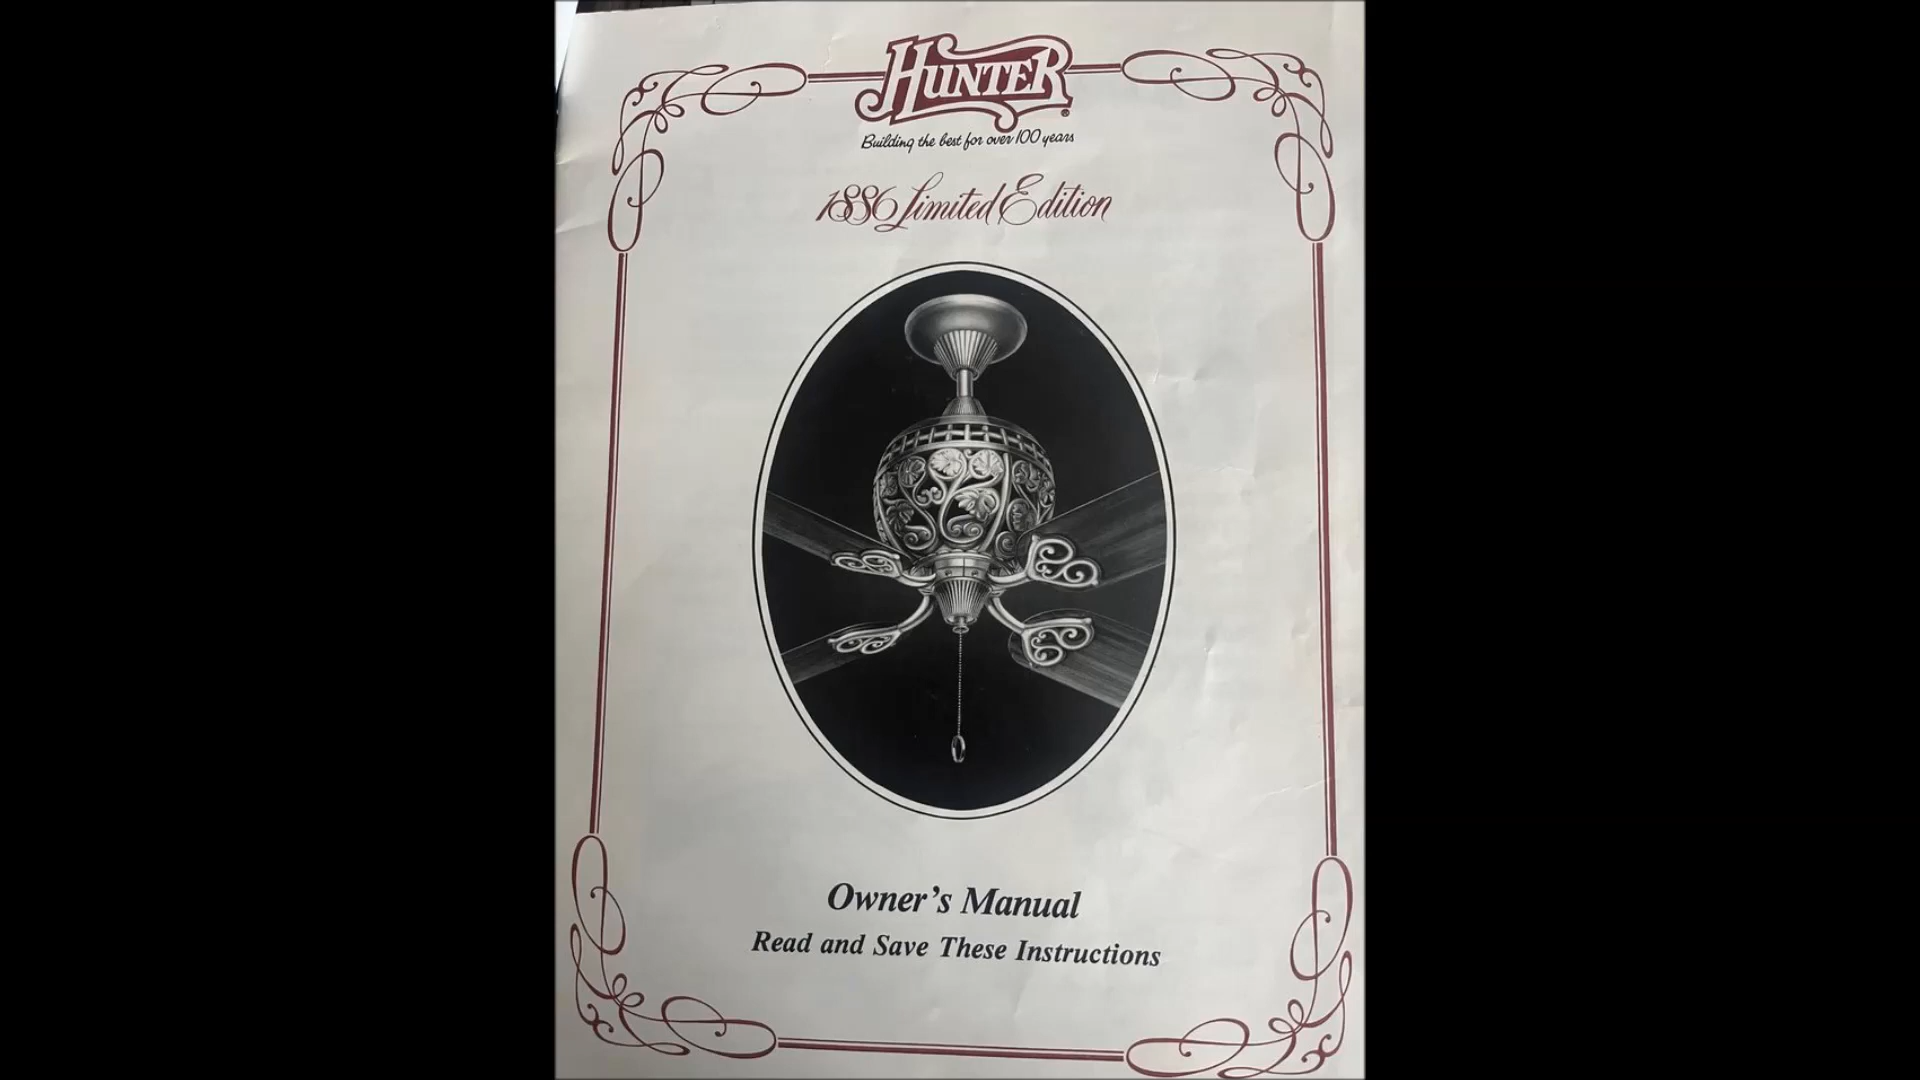 HUNTER®
Building the best for over 100 years
1886 Limited Edition
Owner's Manual
Read and Save These Instructions